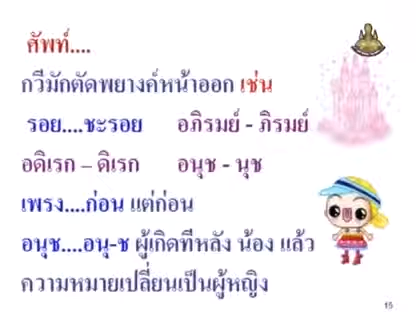 ศัพท์....
กวีมักตัดพยางค์หน้าออก เช่น
รอย....ชะรอย อภิรมย์ - ภิรมย์
อดิเรก – ดิเรก อนุช - นุช
เพรง....ก่อน แต่ก่อน
อนุช....อนุ-ช ผู้เกิดทีหลัง น้อง แล้ว
ความหมายเปลี่ยนเป็นผู้หญิง
15